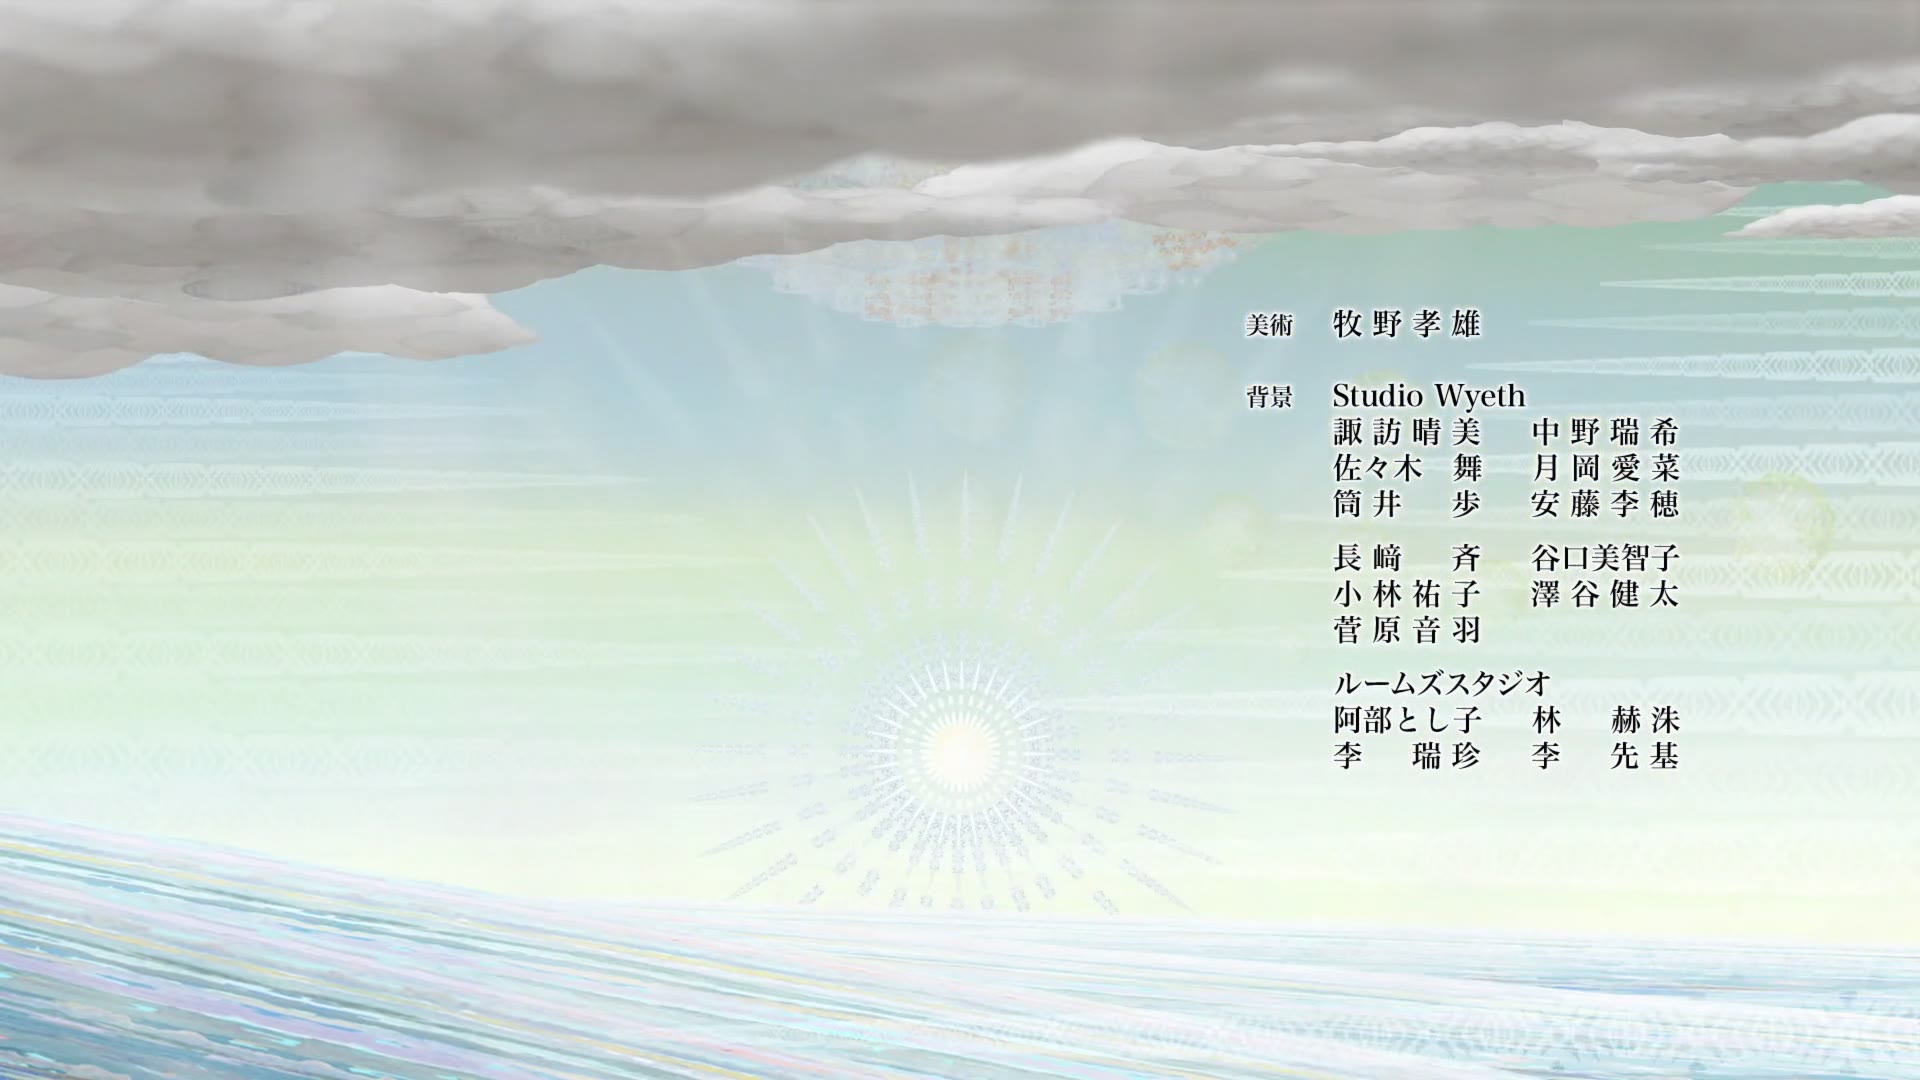 美術 牧野孝雄
背景 Studio Wyeth
諏訪晴美 中野瑞希
佐々木舞 月岡愛菜
筒井歩 安藤李穂
長﨑斉 谷口美智子
小林祐子 澤谷健太
菅原音羽
ルームズスタジオ
阿部とし子 林赫洙
李瑞珍 李先基